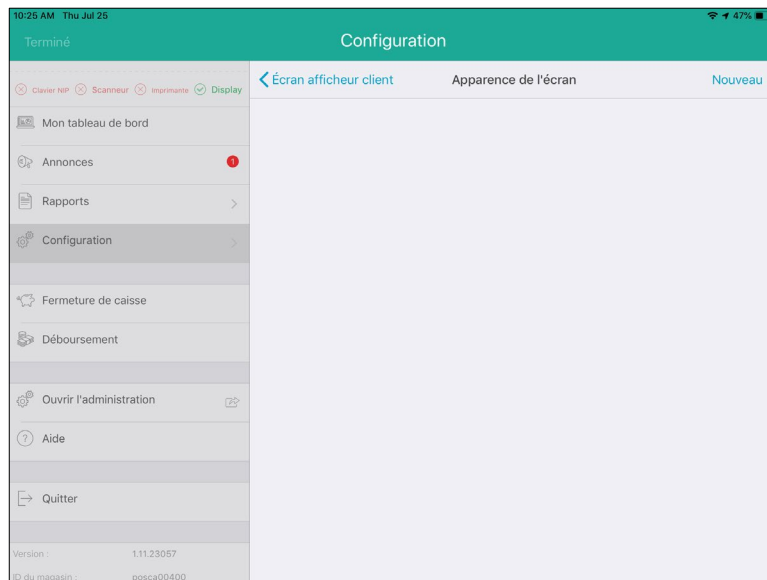 10:25 AM Thu Jul 25 47%
Terminé Configuration
Clavier NIP Scanneur Imprimante Display
Écran afficheur client Apparence de l'écran Nouveau
Mon tableau de bord
Annonces 1
Rapports
Configuration
Fermeture de caisse
Déboursement
Ouvrir l'administration
Aide
Quitter
Version : 1.11.23057
ID du magasin : posca00400